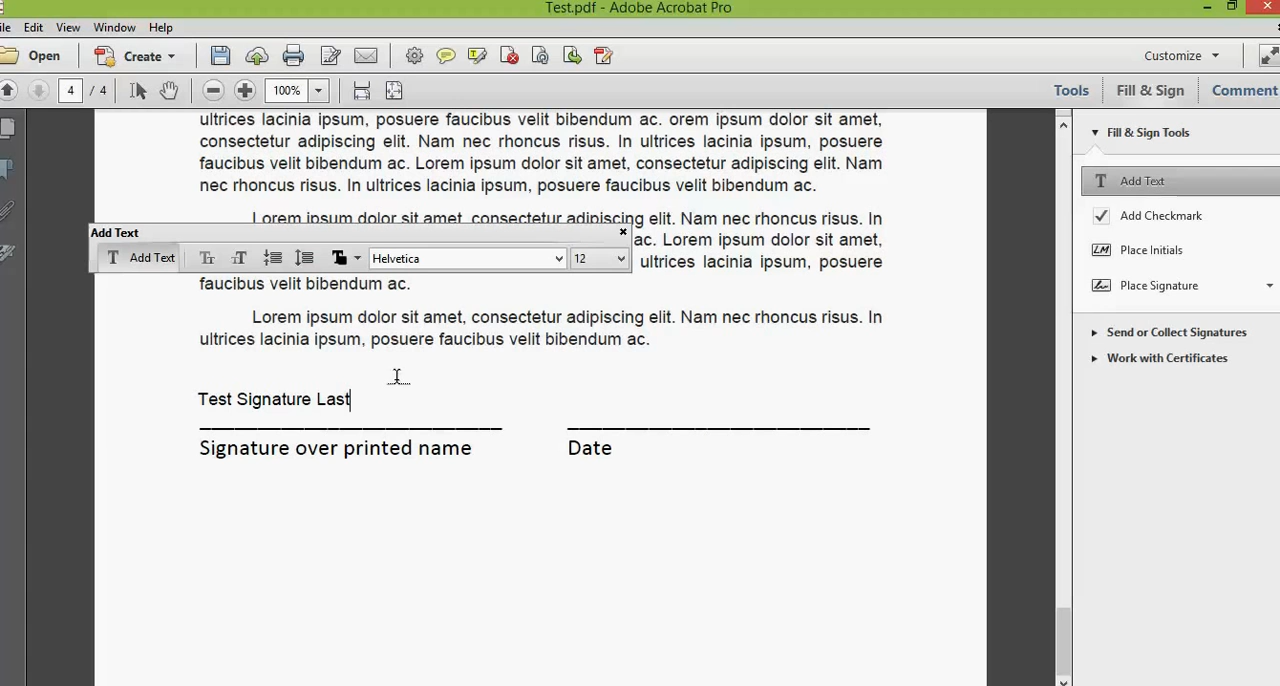 Test.pdf - Adobe Acrobat Pro
Edit View Window Help
Open Create Customize
4 / 4 100% Tools Fill & Sign Comment
ultrices lacinia ipsum, posuere faucibus velit bibendum ac. orem ipsum dolor sit amet,
consectetur adipiscing elit. Nam nec rhoncus risus. In ultrices lacinia ipsum, posuere
faucibus velit bibendum ac. Lorem ipsum dolor sit amet, consectetur adipiscing elit. Nam
nec rhoncus risus. In ultrices lacinia ipsum, posuere faucibus velit bibendum ac.
Lorem ipsum dolor sit amet, consectetur adipiscing elit. Nam nec rhoncus risus. In
Add Text
ac. Lorem ipsum dolor sit amet,
Add Text Helvetica 12
ultrices lacinia ipsum, posuere
faucibus velit bibendum ac.
Lorem ipsum dolor sit amet, consectetur adipiscing elit. Nam nec rhoncus risus. In
ultrices lacinia ipsum, posuere faucibus velit bibendum ac.
Test Signature Last
Signature over printed name Date
Fill & Sign Tools
Add Text
Add Checkmark
Place Initials
Place Signature
Send or Collect Signatures
Work with Certificates